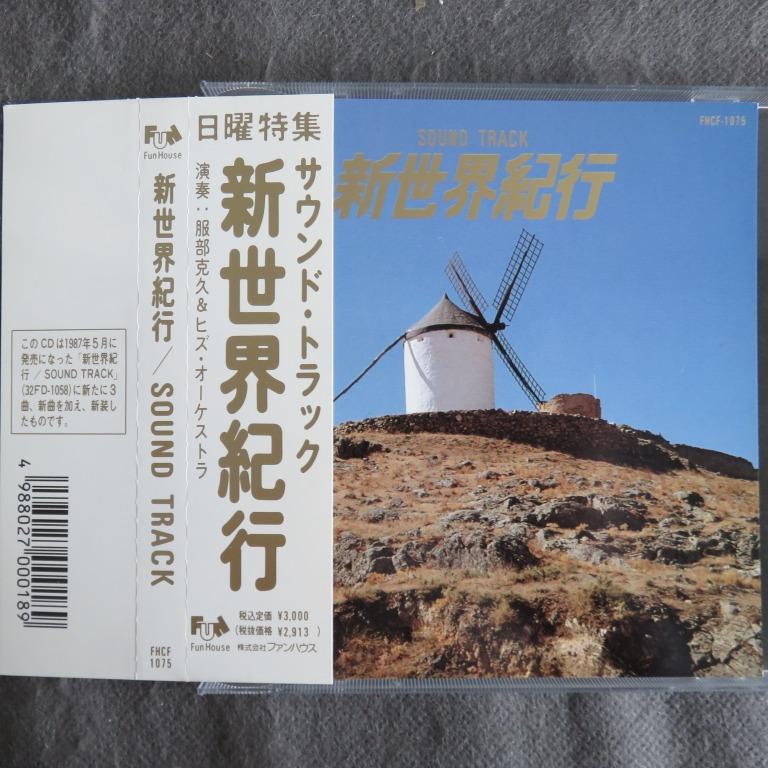 このCDは1987年5月に
発売になった「新世界紀
行／SOUND TRACK」
(32FD-1058)に新たに3
曲、新曲を加え、新装し
たものです。
4 988027 000189
Fun
Fun House
新世界紀行／SOUND TRACK
FHCF
1075
日曜特集
サウンド・トラック
新世界紀行
演奏：服部克久&ヒズ・オーケストラ
税込定価 ¥3,000
(税抜価格 ¥2,913 )
Fun
Fun House 株式会社ファンハウス
FHCF-1075
SOUND TRACK
新世界紀行